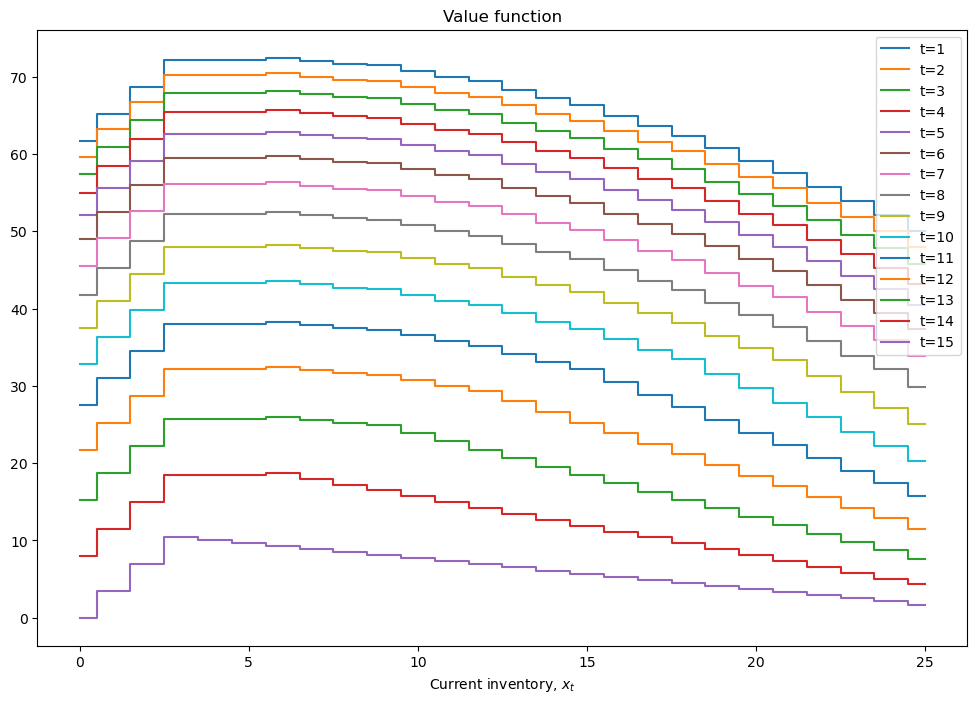 Value function
t=1
t=2
t=3
t=4
t=5
t=6
t=7
t=8
t=9
t=10
t=11
t=12
t=13
t=14
t=15
70
60
50
40
30
20
10
0
0 5 10 15 20 25
Current inventory, xₜ